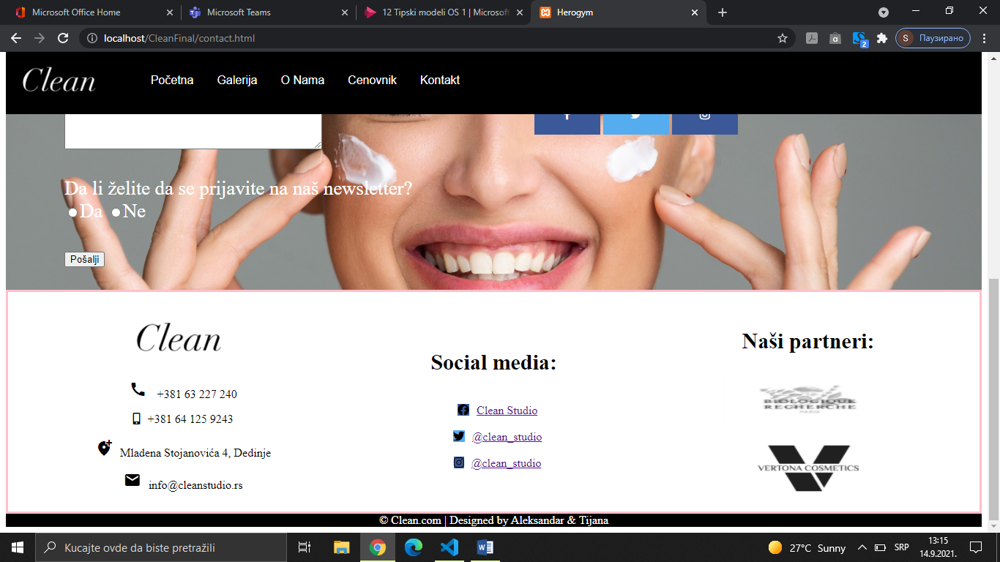 Microsoft Office Home
Microsoft Teams
12 Tipski modeli OS 1 | Microsoft
Herogym
localhost/CleanFinal/contact.html
2
S Паузирано
Clean
Početna Galerija O Nama Cenovnik Kontakt
Da li želite da se prijavite na naš newsletter?
Da Ne
Pošalji
Clean
+381 63 227 240
+381 64 125 9243
Mladena Stojanovića 4, Dedinje
info@cleanstudio.rs
Social media:
Clean Studio
@clean_studio
@clean_studio
Naši partneri:
BIOLOGIQUE
RECHERCHE
PARIS
VERTONA COSMETICS
© Clean.com | Designed by Aleksandar & Tijana
Kucajte ovde da biste pretražili
27°C Sunny
SRP
13:15
14.9.2021.